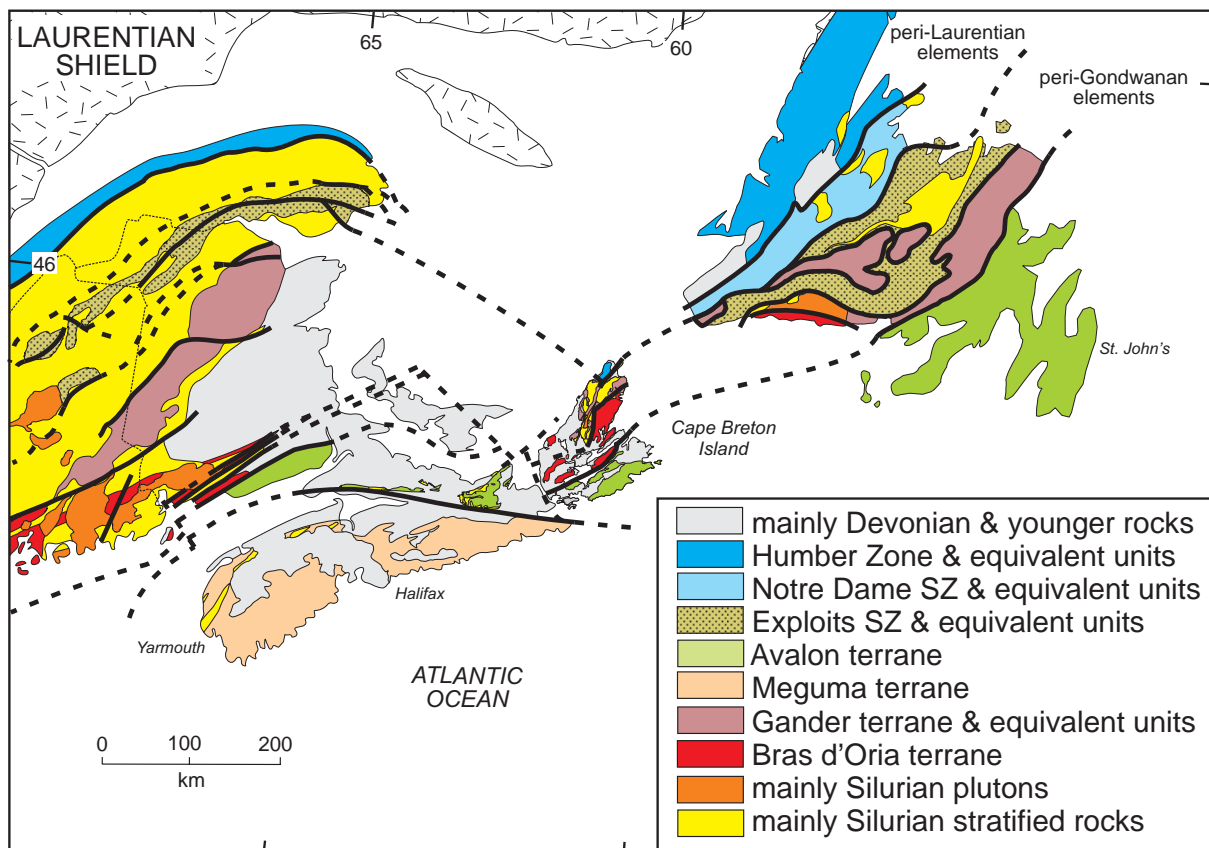 LAURENTIAN
SHIELD
65
60
peri-Laurentian
elements
peri-Gondwanan
elements
46
St. John's
Cape Breton
Island
Halifax
Yarmouth
ATLANTIC
OCEAN
0 100 200
km
mainly Devonian & younger rocks
Humber Zone & equivalent units
Notre Dame SZ & equivalent units
Exploits SZ & equivalent units
Avalon terrane
Meguma terrane
Gander terrane & equivalent units
Bras d'Oria terrane
mainly Silurian plutons
mainly Silurian stratified rocks